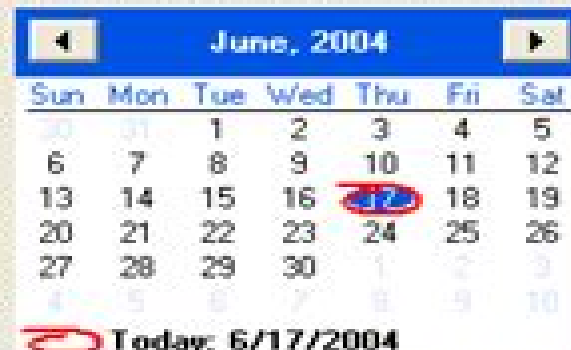 June, 2004
Sun Mon Tue Wed Thu Fri Sat
30 31 1 2 3 4 5
6 7 8 9 10 11 12
13 14 15 16 17 18 19
20 21 22 23 24 25 26
27 28 29 30 1 2 3
4 5 6 7 8 9 10
Today: 6/17/2004